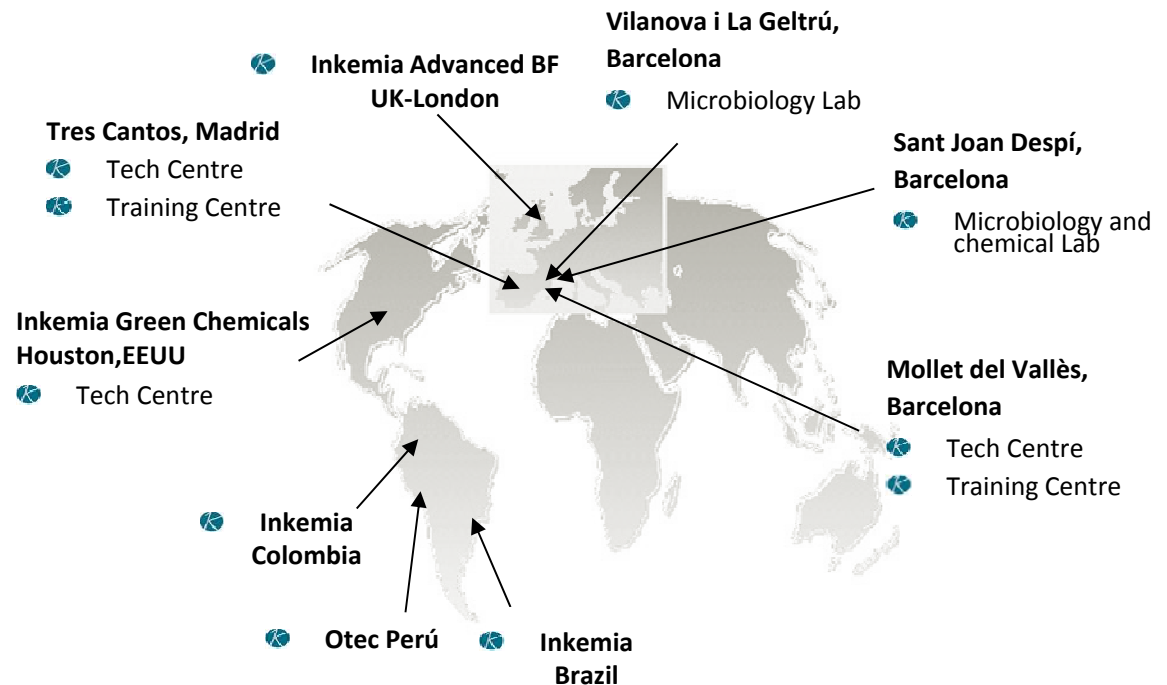 Inkemia Advanced BF
UK-London
Vilanova i La Geltrú,
Barcelona
Microbiology Lab
Tres Cantos, Madrid
Tech Centre
Training Centre
Sant Joan Despí,
Barcelona
Microbiology and
chemical Lab
Inkemia Green Chemicals
Houston,EEUU
Tech Centre
Mollet del Vallès,
Barcelona
Tech Centre
Training Centre
Inkemia
Colombia
Otec Perú
Inkemia
Brazil